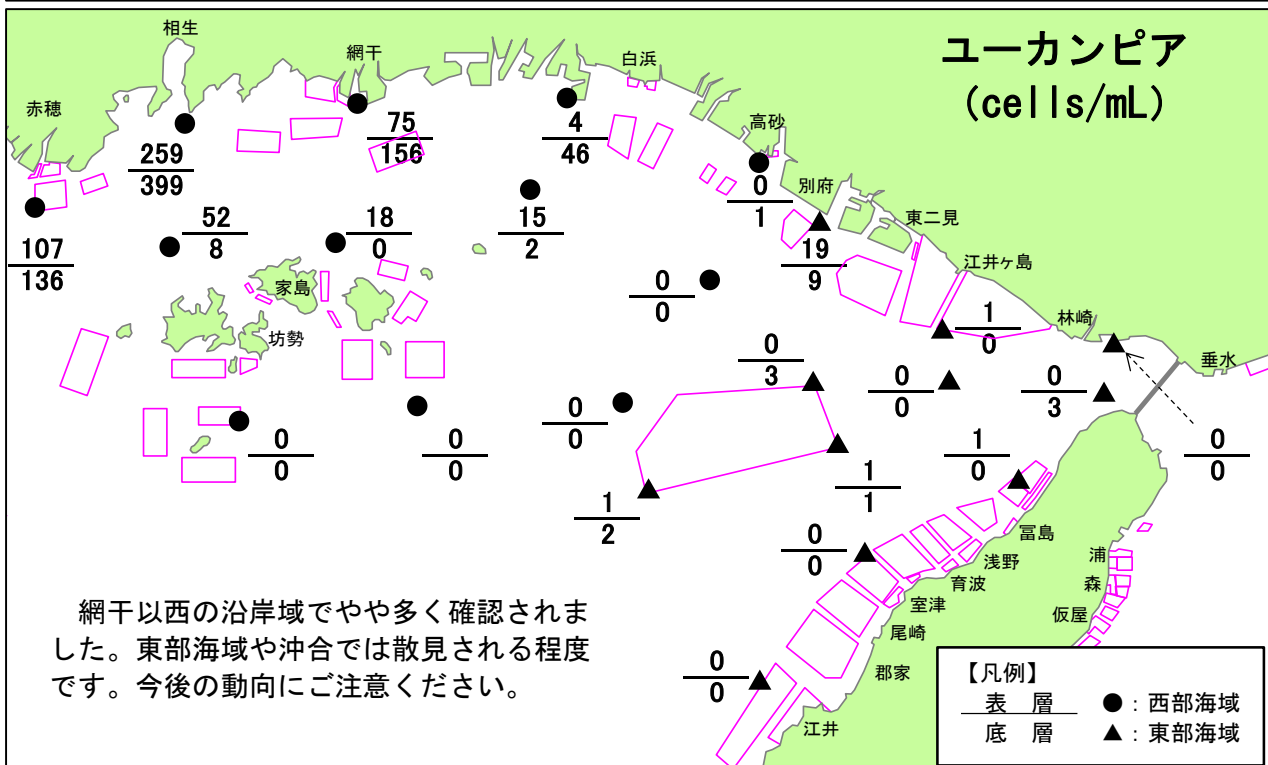 ユーカンピア
(cells/mL)
相生
網干
白浜
赤穂
高砂
別府
東二見
江井ヶ島
林崎
垂水
家島
坊勢
259
399
75
156
4
46
0
1
19
9
107
136
52
8
18
0
15
2
0
0
1
0
0
3
0
0
0
3
0
0
0
0
0
0
0
0
1
0
1
1
1
2
0
0
0
0
冨島
浅野
育波
室津
尾崎
郡家
江井
浦
森
仮屋
網干以西の沿岸域でやや多く確認されま
した。東部海域や沖合では散見される程度
です。今後の動向にご注意ください。
【凡例】
表 層 ●：西部海域
底 層 ▲：東部海域